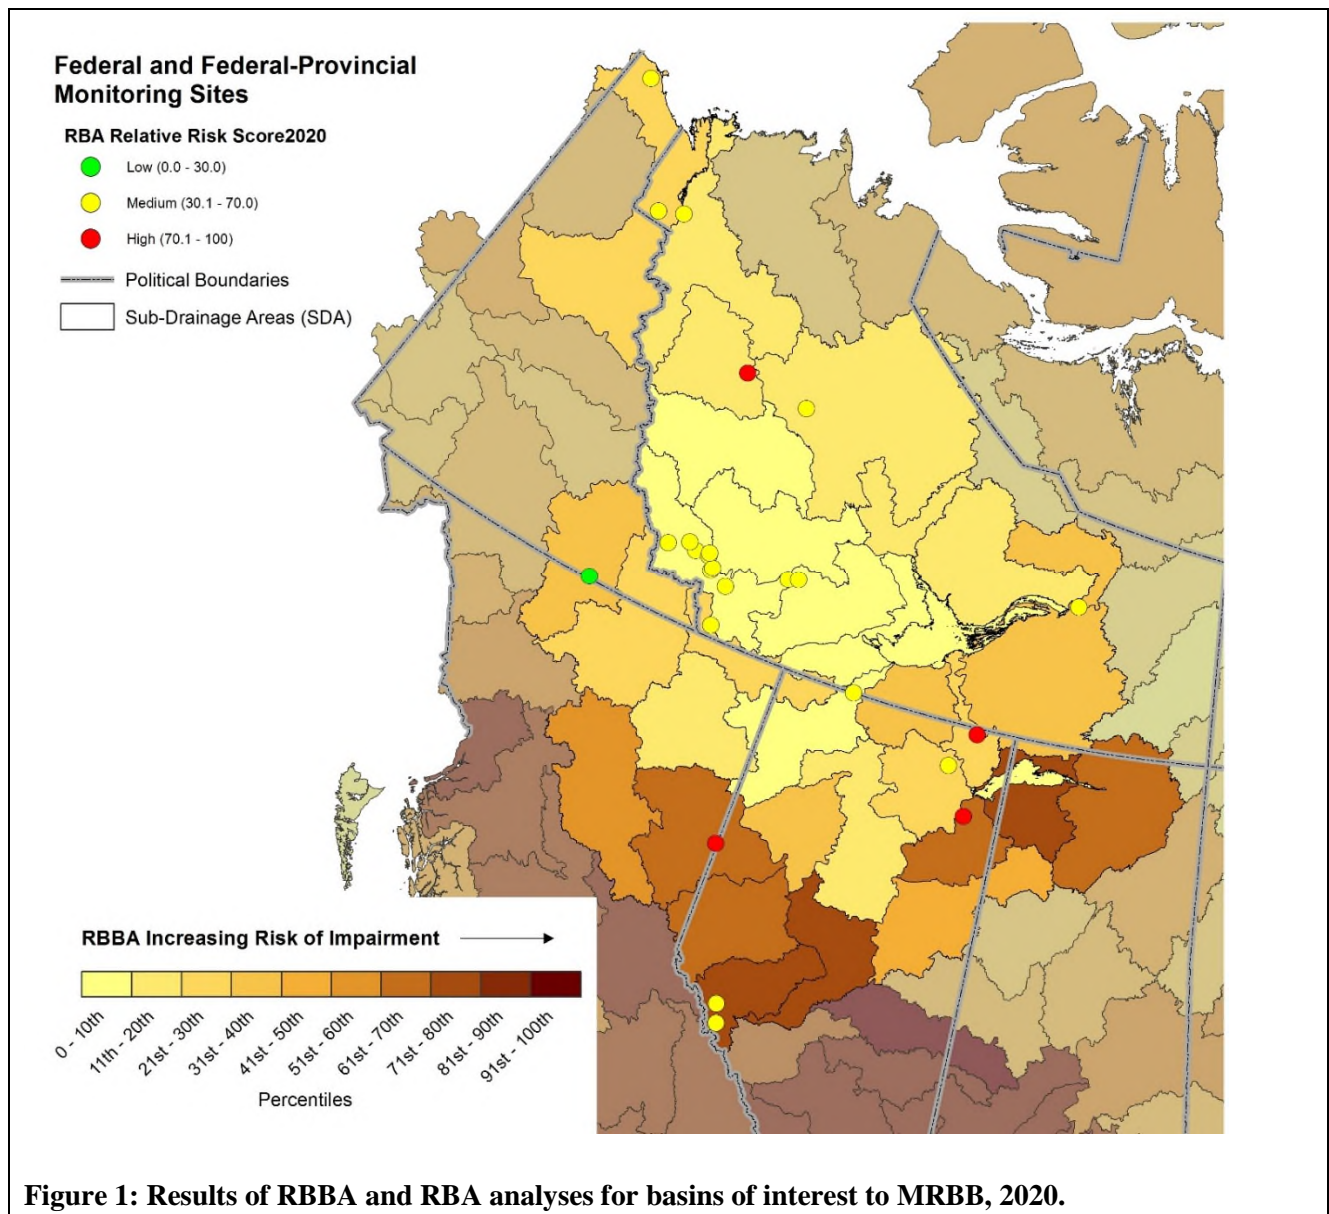 Federal and Federal-Provincial
Monitoring Sites
RBA Relative Risk Score2020
Low (0.0 - 30.0)
Medium (30.1 - 70.0)
High (70.1 - 100)
Political Boundaries
Sub-Drainage Areas (SDA)
RBBA Increasing Risk of Impairment
0 - 10th
11th - 20th
21st - 30th
31st - 40th
41st - 50th
51st - 60th
61st - 70th
71st - 80th
81st - 90th
91st - 100th
Percentiles
Figure 1: Results of RBBA and RBA analyses for basins of interest to MRBB, 2020.